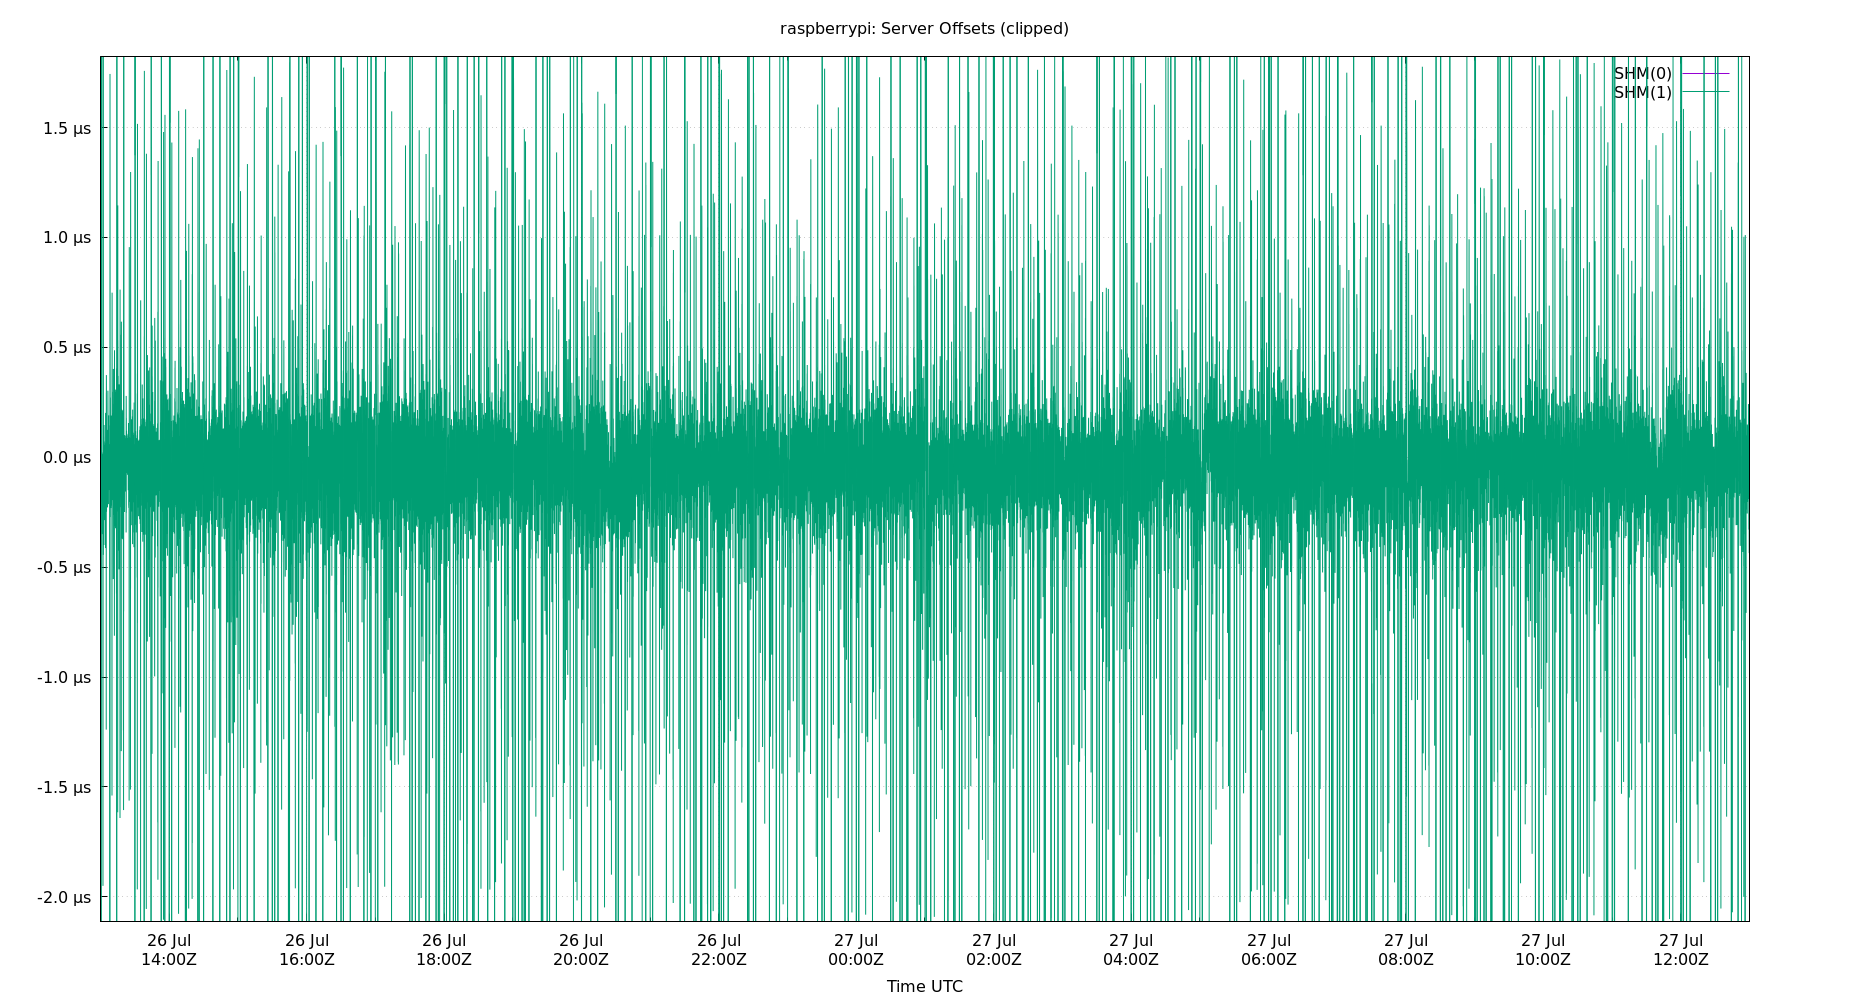 raspberrypi: Server Offsets (clipped)
SHM(0)
SHM(1)
1.5 μs
1.0 μs
0.5 μs
0.0 μs
-0.5 μs
-1.0 μs
-1.5 μs
-2.0 μs
26 Jul 26 Jul 26 Jul 26 Jul 26 Jul 27 Jul 27 Jul 27 Jul 27 Jul 27 Jul 27 Jul 27 Jul
14:00Z 16:00Z 18:00Z 20:00Z 22:00Z 00:00Z 02:00Z 04:00Z 06:00Z 08:00Z 10:00Z 12:00Z
Time UTC